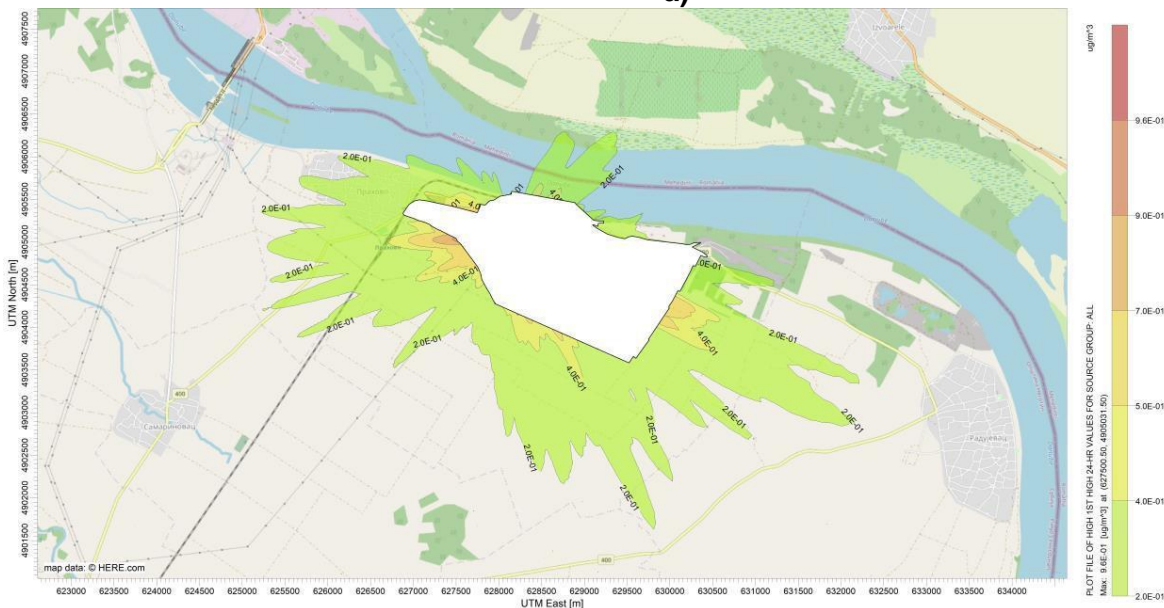 a)
ug/m^3
9.6E-01
9.0E-01
7.0E-01
5.0E-01
4.0E-01
2.0E-01
PLOT FILE OF HIGH 1ST HIGH 24-HR VALUES FOR SOURCE GROUP: ALL
Max: 9.6E-01 [ug/m^3] at (627500.50, 4905031.50)
UTM North [m]
4907500
4907000
4906500
4906000
4905500
4905000
4904500
4904000
4903500
4903000
4902500
4902000
4901500
Izvoarele
Прахово
Самариновац
Радујевац
400
400
2.0E-01
2.0E-01
2.0E-01
2.0E-01
2.0E-01
2.0E-01
2.0E-01
2.0E-01
2.0E-01
2.0E-01
2.0E-01
2.0E-01
4.0E-01
4.0E-01
4.0E-01
map data: © HERE.com
623000 623500 624000 624500 625000 625500 626000 626500 627000 627500 628000 628500 629000 629500 630000 630500 631000 631500 632000 632500 633000 633500 634000
UTM East [m]